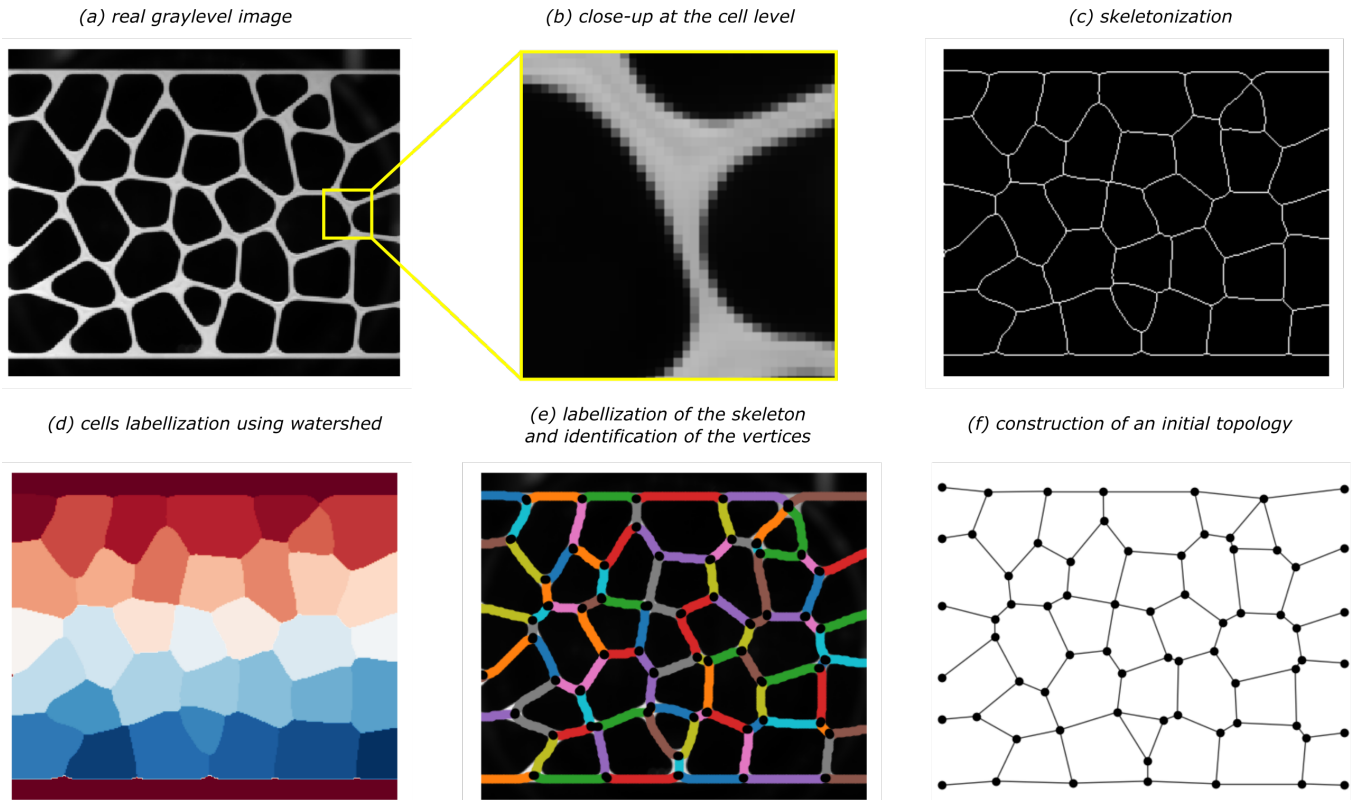 (a) real graylevel image
(b) close-up at the cell level
(c) skeletonization
(d) cells labellization using watershed
(e) labellization of the skeleton
and identification of the vertices
(f) construction of an initial topology